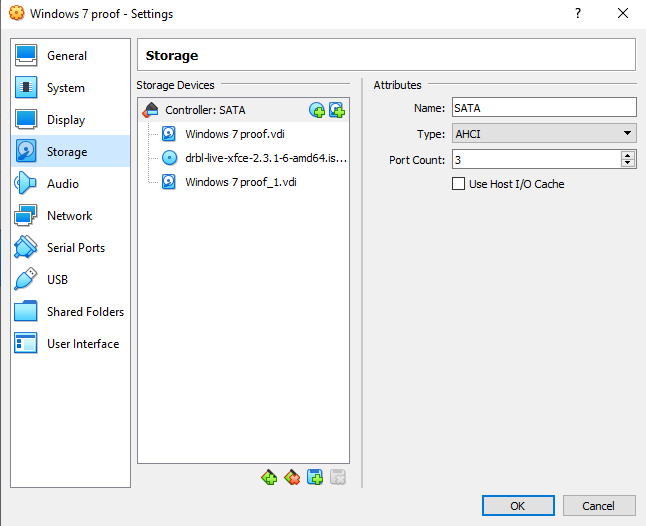 Windows 7 proof - Settings
?
General
System
Display
Storage
Audio
Network
Serial Ports
USB
Shared Folders
User Interface
Storage
Storage Devices
Controller: SATA
Windows 7 proof.vdi
drbl-live-xfce-2.3.1-6-amd64.is...
Windows 7 proof_1.vdi
Attributes
Name: SATA
Type: AHCI
Port Count: 3
Use Host I/O Cache
OK
Cancel